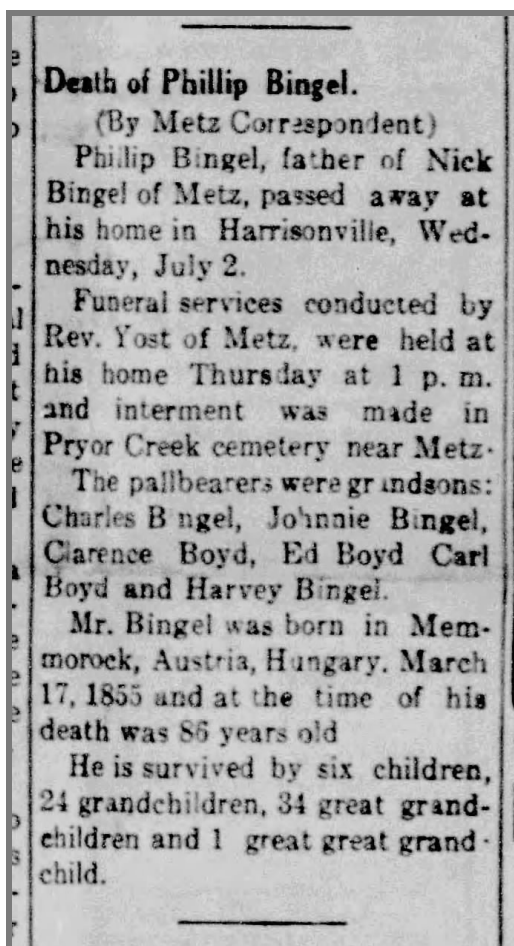 Death of Phillip Bingel.
(By Metz Correspondent)
Phillip Bingel, father of Nick
Bingel of Metz, passed away at
his home in Harrisonville, Wed-
nesday, July 2.
Funeral services conducted by
Rev. Yost of Metz, were held at
his home Thursday at 1 p. m.
and interment was made in
Pryor Creek cemetery near Metz.
The pallbearers were gr indsons:
Charles B ngel, Johnnie Bingel,
Clarence Boyd, Ed Boyd Carl
Boyd and Harvey Bingel.
Mr. Bingel was born in Mem-
morock, Austria, Hungary. March
17, 1855 and at the time of his
death was 86 years old
He is survived by six children,
24 grandchildren, 34 great grand-
children and 1 great great grand-
child.